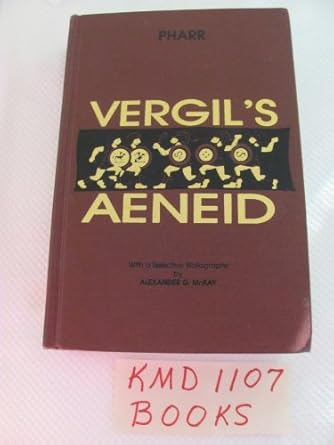 PHARR
VERGIL'S
AENEID
With a Selective Bibliography
by
ALEXANDER G. McKAY
KMD 1107
BOOKS